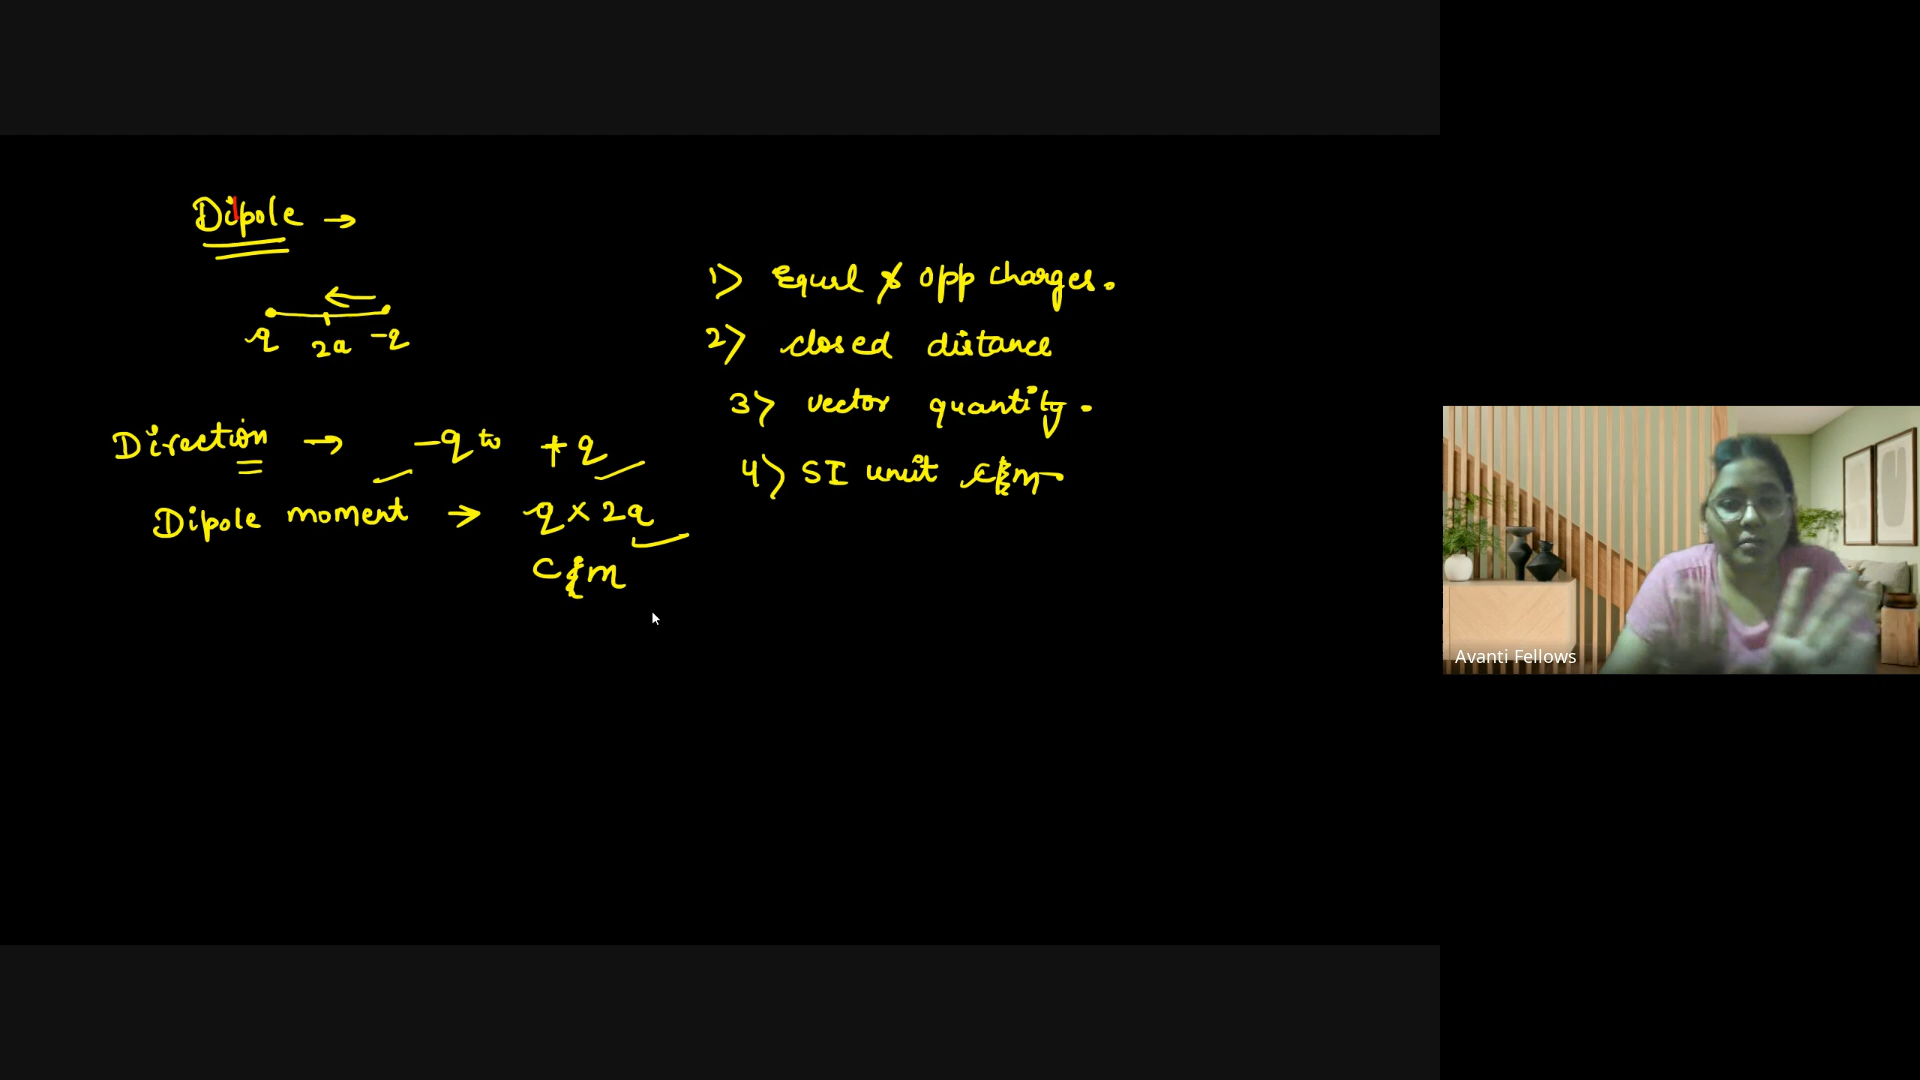 Dipole →
q 2a -q
Direction → -q to +q
Dipole moment → q × 2a
1) Equal & opp charges.
2) closed distance
3) vector quantity.
4) SI unit
Avanti Fellows